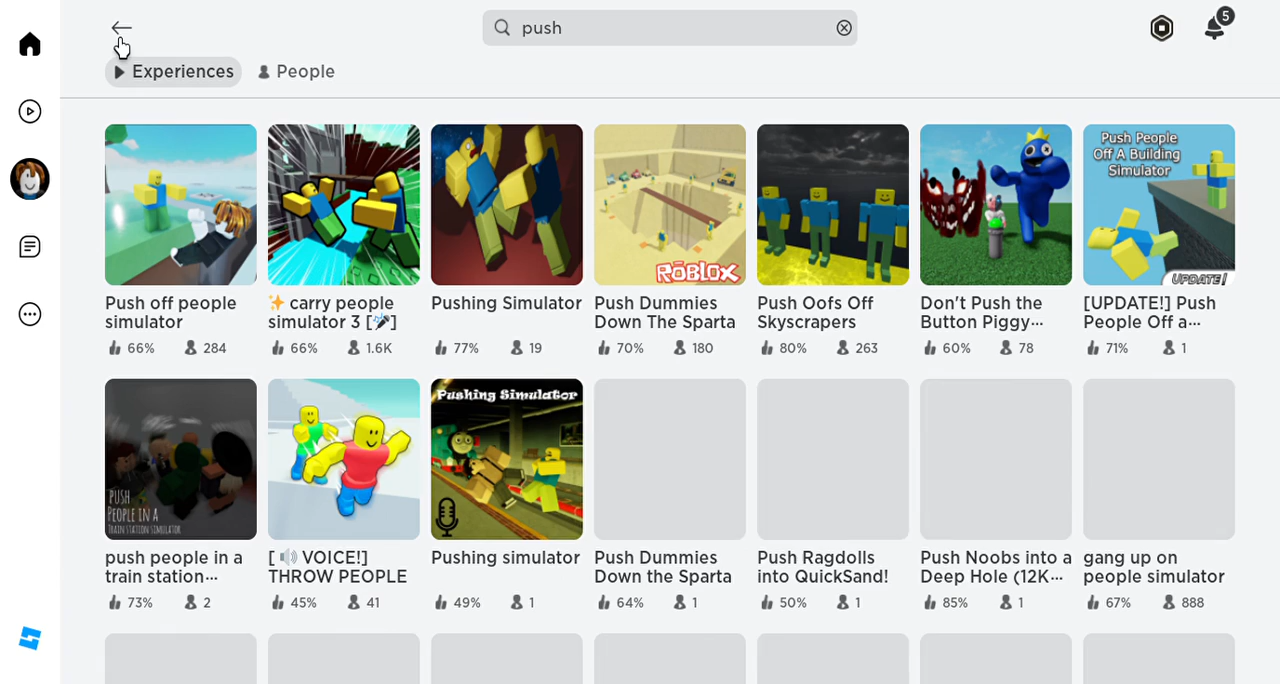 push
5
Experiences
People
Push People
Off A Building
Simulator
ROBLOX
UPDATE!
Push off people
simulator
✨ carry people
simulator 3 [🎤]
Pushing Simulator
Push Dummies
Down The Sparta
Push Oofs Off
Skyscrapers
Don't Push the
Button Piggy...
[UPDATE!] Push
People Off a...
66% 284
66% 1.6K
77% 19
70% 180
80% 263
60% 78
71% 1
PUSH
PEOPLE IN A
TRAIN STATION SIMULATOR
Pushing Simulator
push people in a
train station...
[ 🔊 VOICE!]
THROW PEOPLE
Pushing simulator
Push Dummies
Down the Sparta
Push Ragdolls
into QuickSand!
Push Noobs into a
Deep Hole (12K...
gang up on
people simulator
73% 2
45% 41
49% 1
64% 1
50% 1
85% 1
67% 888